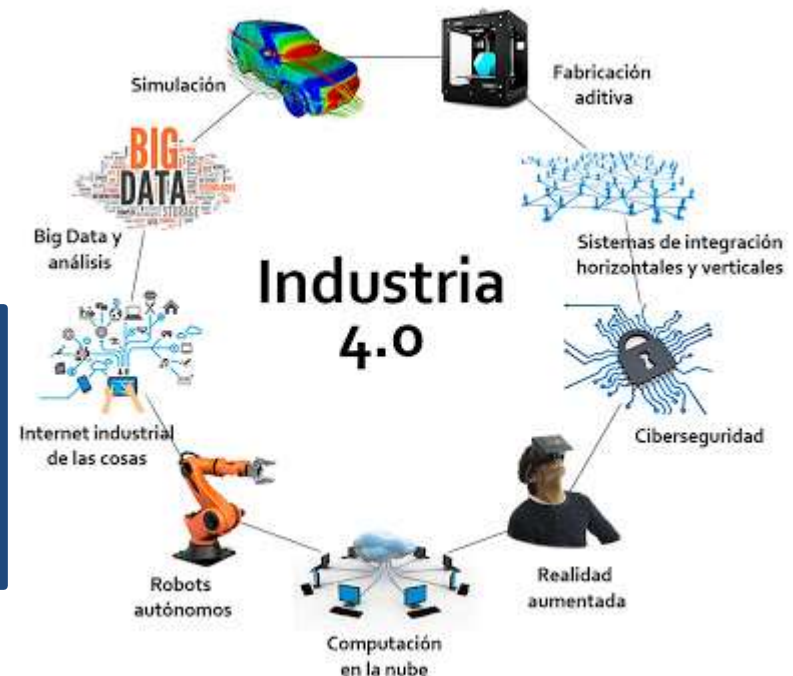 Simulación
Fabricación
aditiva
BIG
DATA
STORAGE
Big Data y
análisis
Sistemas de integración
horizontales y verticales
Industria
4.0
Internet industrial
de las cosas
Ciberseguridad
Robots
autónomos
Realidad
aumentada
Computación
en la nube